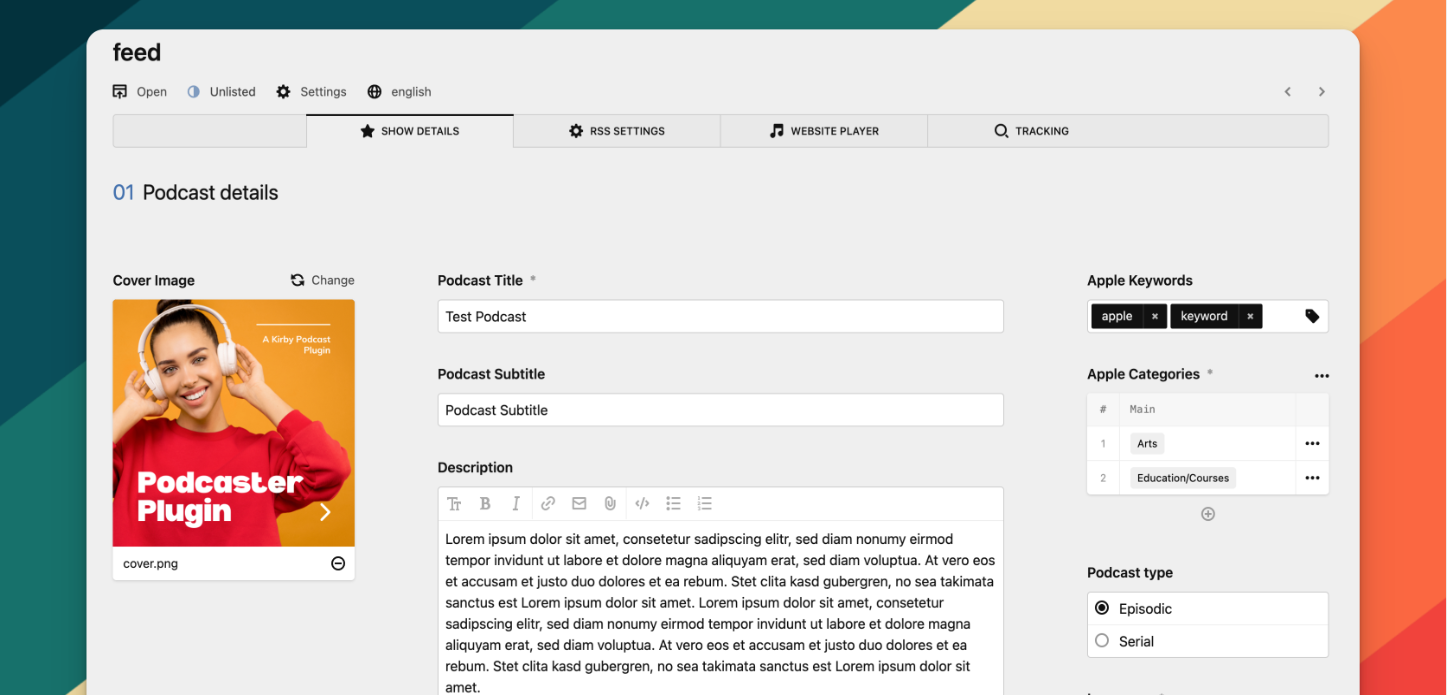 feed
Open Unlisted Settings english
SHOW DETAILS RSS SETTINGS WEBSITE PLAYER TRACKING
01 Podcast details
Cover Image Change
A Kirby Podcast
Plugin
Podcaster
Plugin
cover.png
Podcast Title *
Test Podcast
Podcast Subtitle
Podcast Subtitle
Description
Lorem ipsum dolor sit amet, consetetur sadipscing elitr, sed diam nonumy eirmod
tempor invidunt ut labore et dolore magna aliquyam erat, sed diam voluptua. At vero eos
et accusam et justo duo dolores et ea rebum. Stet clita kasd gubergren, no sea takimata
sanctus est Lorem ipsum dolor sit amet. Lorem ipsum dolor sit amet, consetetur
sadipscing elitr, sed diam nonumy eirmod tempor invidunt ut labore et dolore magna
aliquyam erat, sed diam voluptua. At vero eos et accusam et justo duo dolores et ea
rebum. Stet clita kasd gubergren, no sea takimata sanctus est Lorem ipsum dolor sit
amet.
Apple Keywords
apple × keyword ×
Apple Categories *
# Main
1 Arts
2 Education/Courses
Podcast type
Episodic
Serial